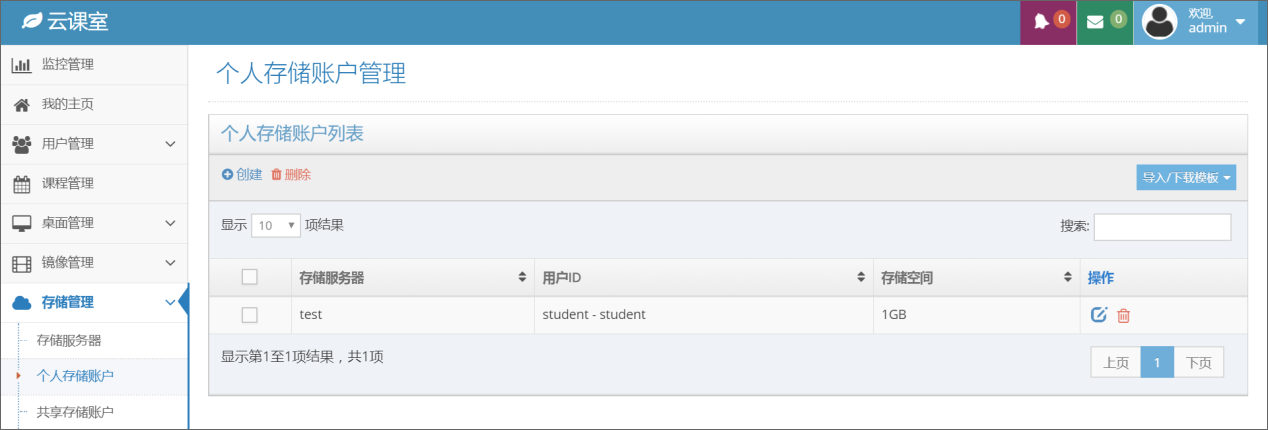 云课室
0
0
欢迎,
admin
监控管理
我的主页
用户管理
课程管理
桌面管理
镜像管理
存储管理
存储服务器
个人存储账户
共享存储账户
个人存储账户管理
个人存储账户列表
创建 删除
导入/下载模板
显示 10 项结果
搜索:
存储服务器 用户ID 存储空间 操作
test student - student 1GB
显示第1至1项结果，共1项
上页 1 下页